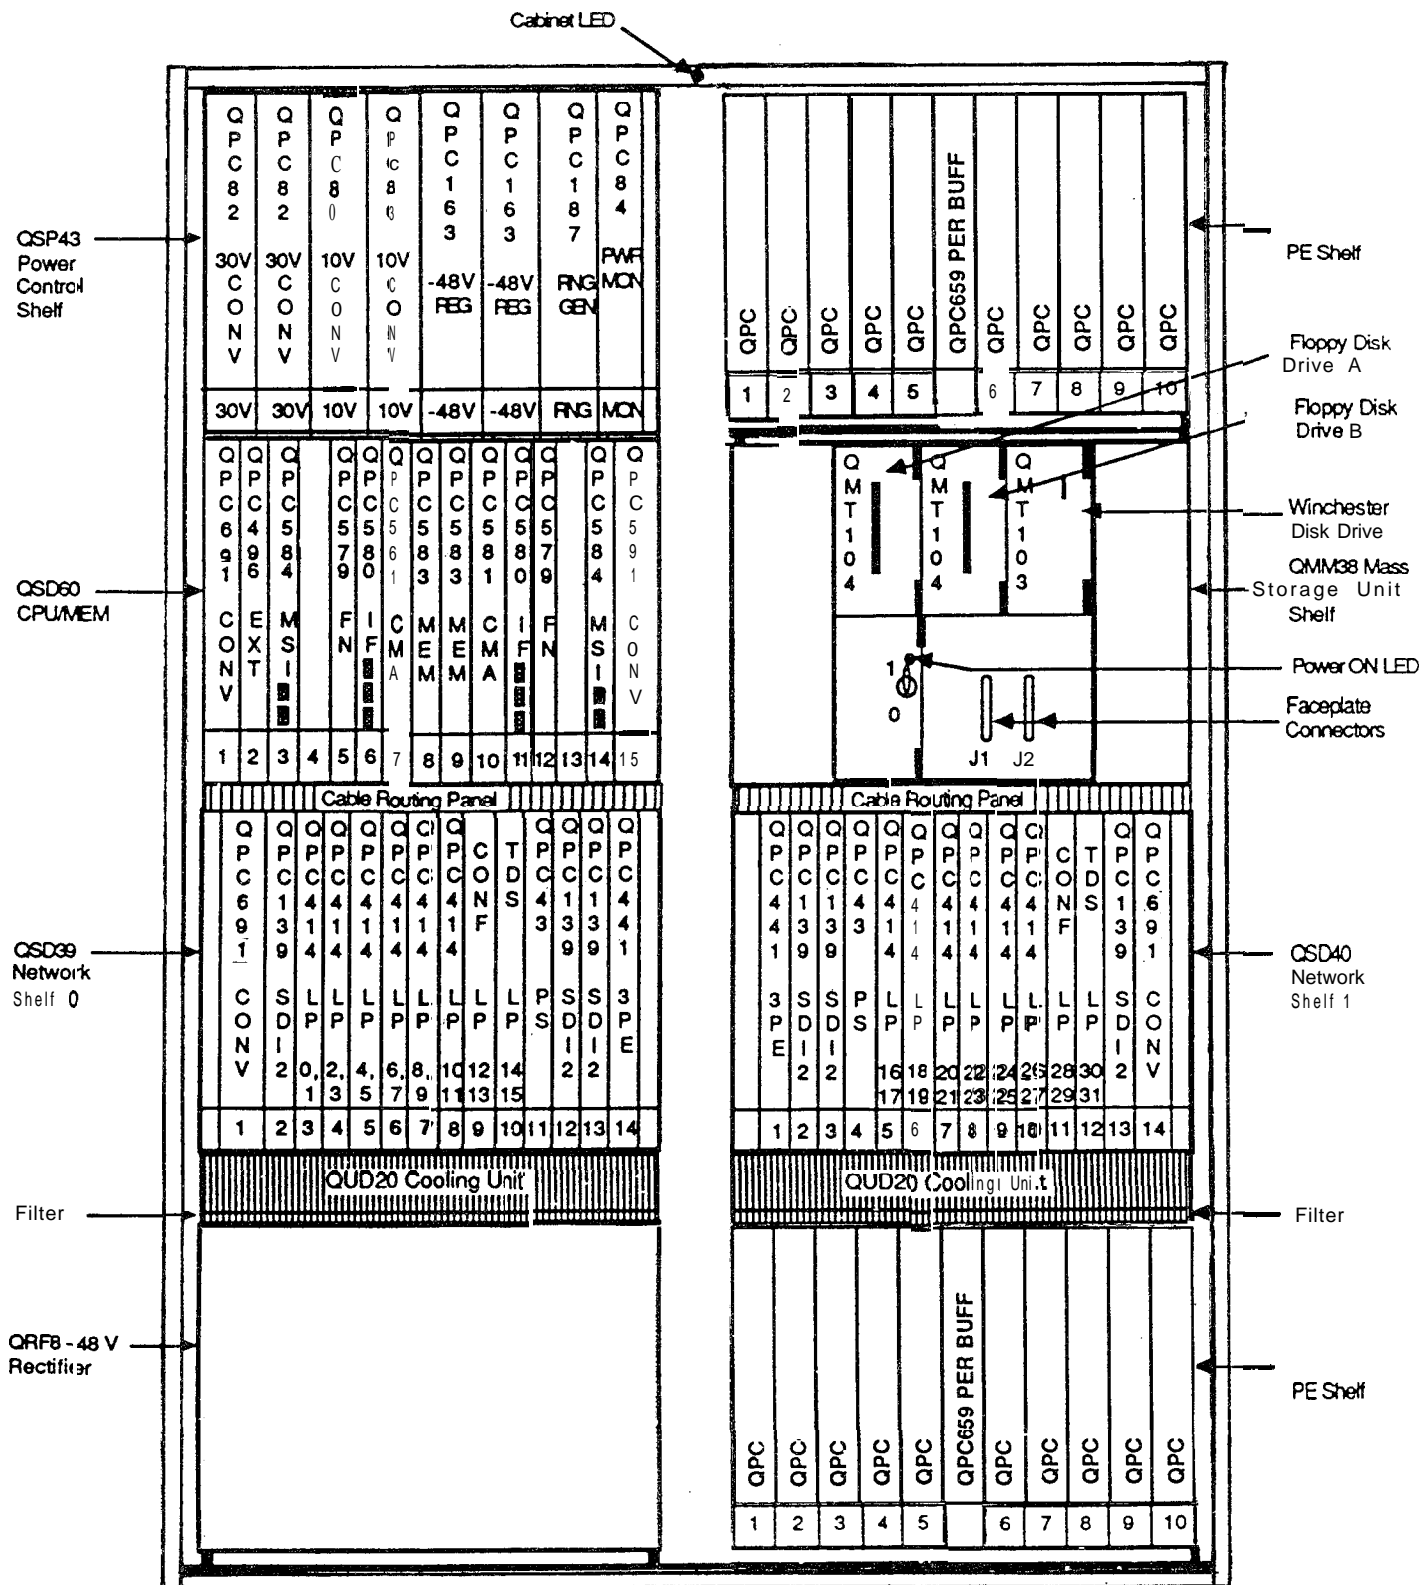 Cabinet LED
QSP43
Power
Control
Shelf
QPC82 30V CONV
QPC82 30V CONV
QPC80 10V CONV
QPC83 10V CONV
QPC163 -48V REG
QPC163 -48V REG
QPC187 RNG GEN
QPC84 PWR MON
30V 30V 10V 10V -48V -48V RNG MON
QPC
QPC
QPC
QPC
QPC
QPC659 PER BUFF
QPC
QPC
QPC
QPC
QPC
1 2 3 4 5 6 7 8 9 10
PE Shelf
Floppy Disk
Drive A
Floppy Disk
Drive B
QSD60
CPU/MEM
QPC691 CONV
QPC496 EXT
QPC584 MSI
QPC579 FN
QPC580 IF
QPC561 CMA
QPC583 MEM
QPC583 MEM
QPC581 CMA
QPC580 IF
QPC579 FN
QPC584 MSI
QPC591 CONV
1 2 3 4 5 6 7 8 9 10 11 12 13 14 15
QMT104
QMT104
QMT103
Winchester
Disk Drive
QMM38 Mass
Storage Unit
Shelf
1
0
Power ON LED
Faceplate
Connectors
J1 J2
Cable Routing Panel
Cable Routing Panel
QSD39
Network
Shelf 0
QPC691 CONV
QPC139 SDI2
QPC414 LP 0, 1
QPC414 LP 2, 3
QPC414 LP 4, 5
QPC414 LP 6, 7
QPC414 LP 8, 9
QPC414 LP 10 11
CONF LP 12 13
TDS LP 14 15
QPC43 PS
QPC139 SDI2
QPC139 SDI2
QPC441 3PE
1 2 3 4 5 6 7 8 9 10 11 12 13 14
QPC441 3PE
QPC139 SDI2
QPC139 SDI2
QPC43 PS
QPC414 LP 16 17
QPC414 LP 18 19
QPC414 LP 20 21
QPC414 LP 22 23
QPC414 LP 24 25
QPC414 LP 26 27
CONF LP 28 29
TDS LP 30 31
QPC139 SDI2
QPC691 CONV
1 2 3 4 5 6 7 8 9 10 11 12 13 14
QSD40
Network
Shelf 1
QUD20 Cooling Unit
QUD20 Cooling Unit
Filter
Filter
QRF8 -48 V
Rectifier
QPC
QPC
QPC
QPC
QPC
QPC659 PER BUFF
QPC
QPC
QPC
QPC
QPC
1 2 3 4 5 6 7 8 9 10
PE Shelf